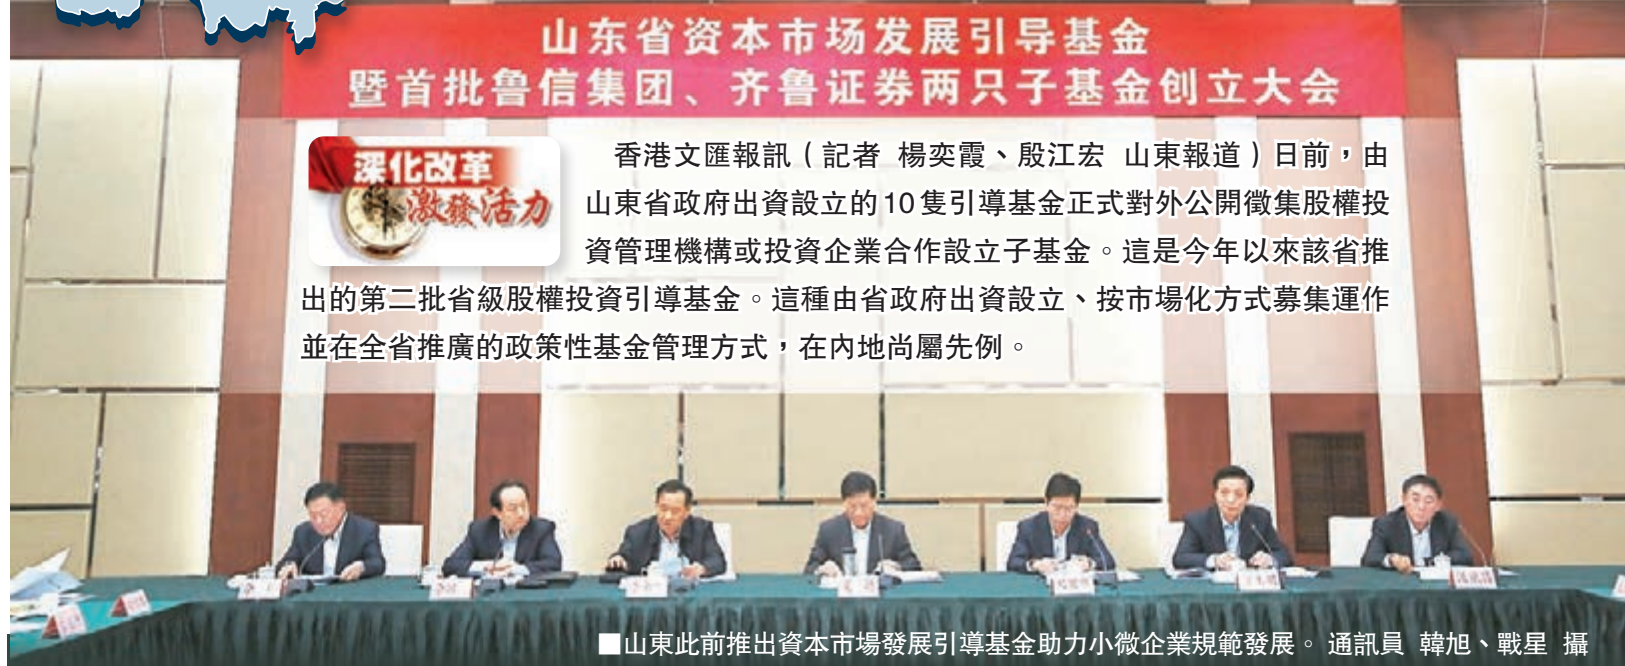 山东省资本市场发展引导基金
暨首批鲁信集团、齐鲁证券两只子基金创立大会
深化改革
激發活力
香港文匯報訊（記者 楊奕霞、殷江宏 山東報道）日前，由
山東省政府出資設立的10隻引導基金正式對外公開徵集股權投
資管理機構或投資企業合作設立子基金。這是今年以來該省推
出的第二批省級股權投資引導基金。這種由省政府出資設立、按市場化方式募集運作
並在全省推廣的政策性基金管理方式，在內地尚屬先例。
■山東此前推出資本市場發展引導基金助力小微企業規範發展。 通訊員 韓旭、戰星 攝